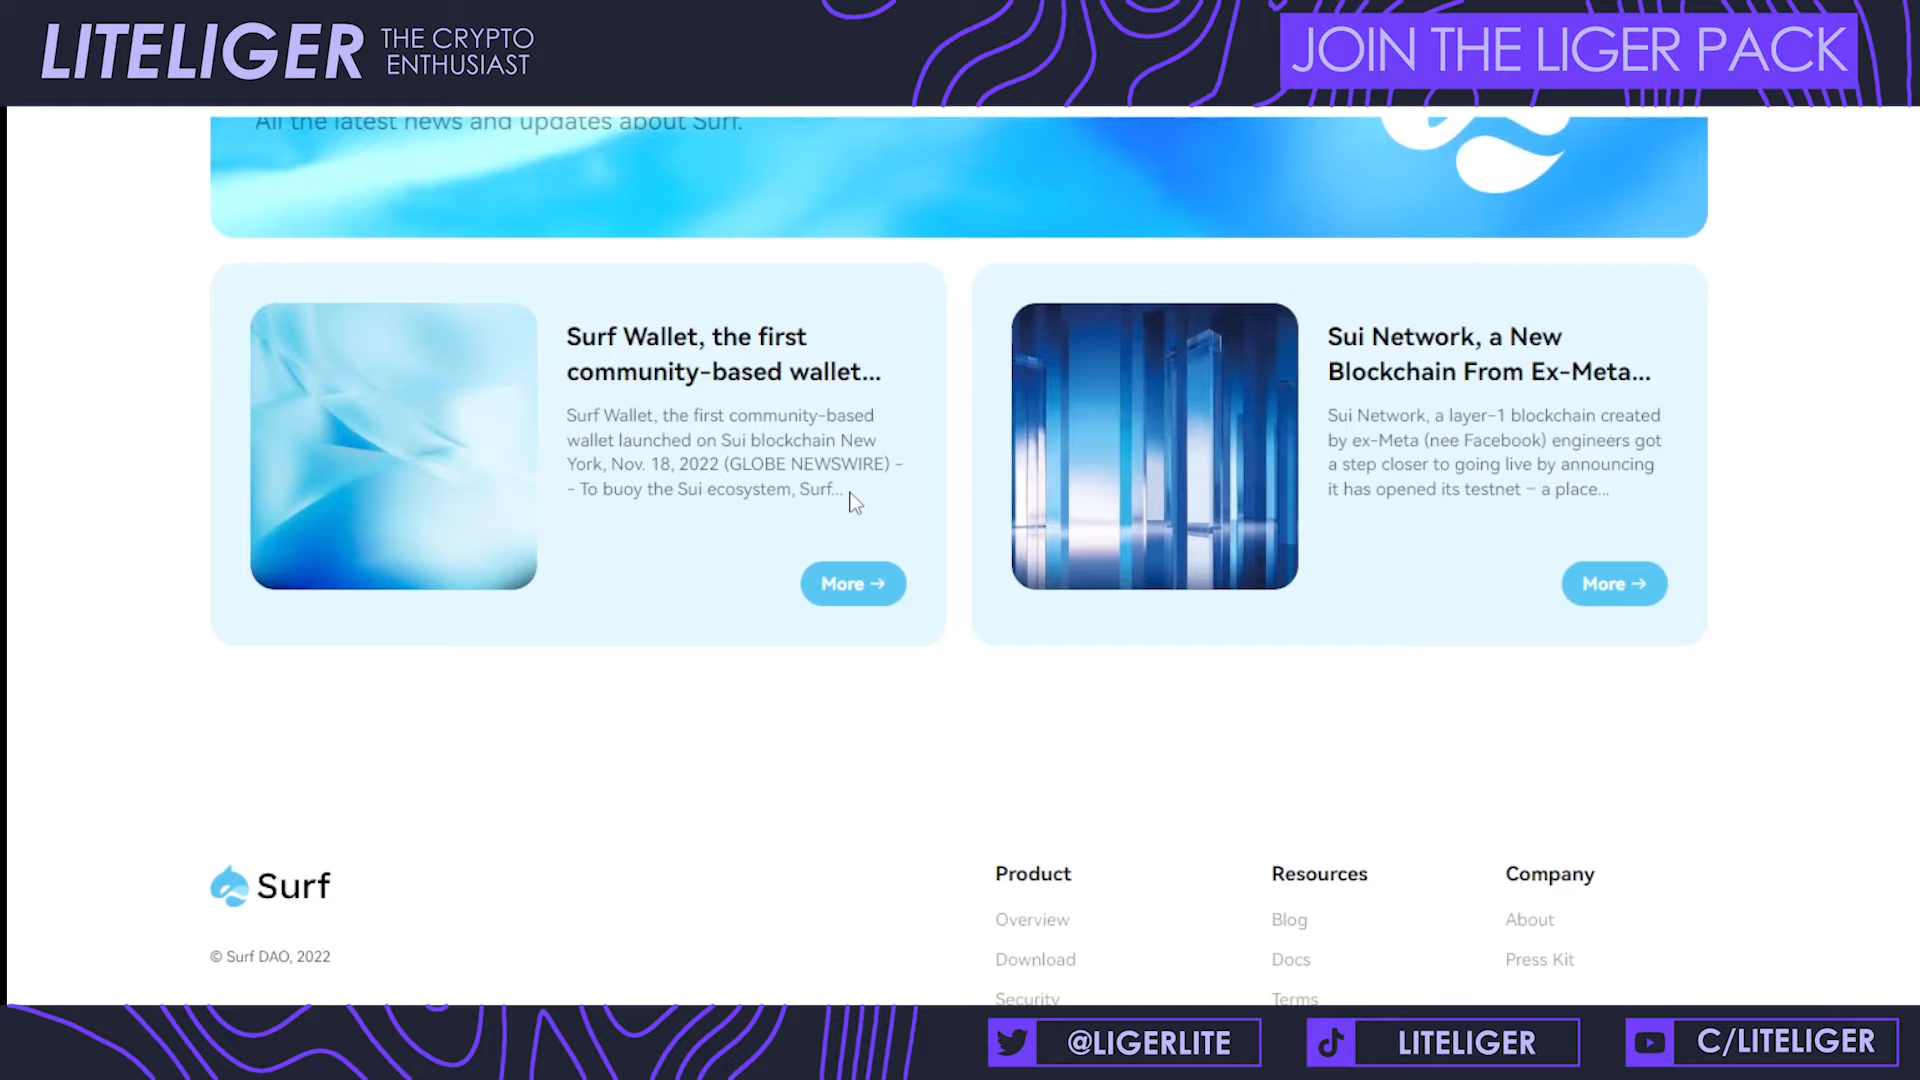 LITELIGER
THE CRYPTO
ENTHUSIAST
JOIN THE LIGER PACK
All the latest news and updates about Surf.
Surf Wallet, the first
community-based wallet...
Surf Wallet, the first community-based
wallet launched on Sui blockchain New
York, Nov. 18, 2022 (GLOBE NEWSWIRE) -
- To buoy the Sui ecosystem, Surf...
More →
Sui Network, a New
Blockchain From Ex-Meta...
Sui Network, a layer-1 blockchain created
by ex-Meta (nee Facebook) engineers got
a step closer to going live by announcing
it has opened its testnet – a place...
More →
Surf
© Surf DAO, 2022
Product
Overview
Download
Security
Resources
Blog
Docs
Terms
Company
About
Press Kit
@LIGERLITE
LITELIGER
C/LITELIGER